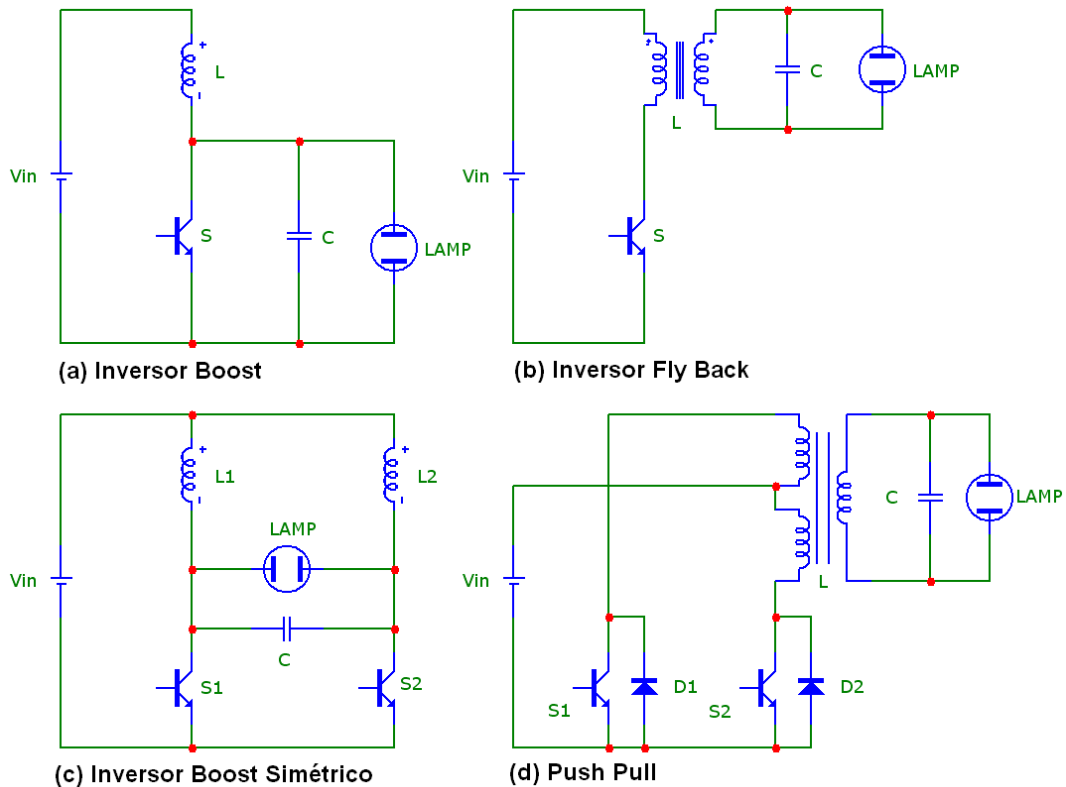 +
L
-
Vin
S
C
LAMP
(a) Inversor Boost
L
C
LAMP
Vin
S
(b) Inversor Fly Back
+
+
L1
L2
-
-
LAMP
Vin
C
S1
S2
(c) Inversor Boost Simétrico
C
LAMP
Vin
L
S1
D1
S2
D2
(d) Push Pull